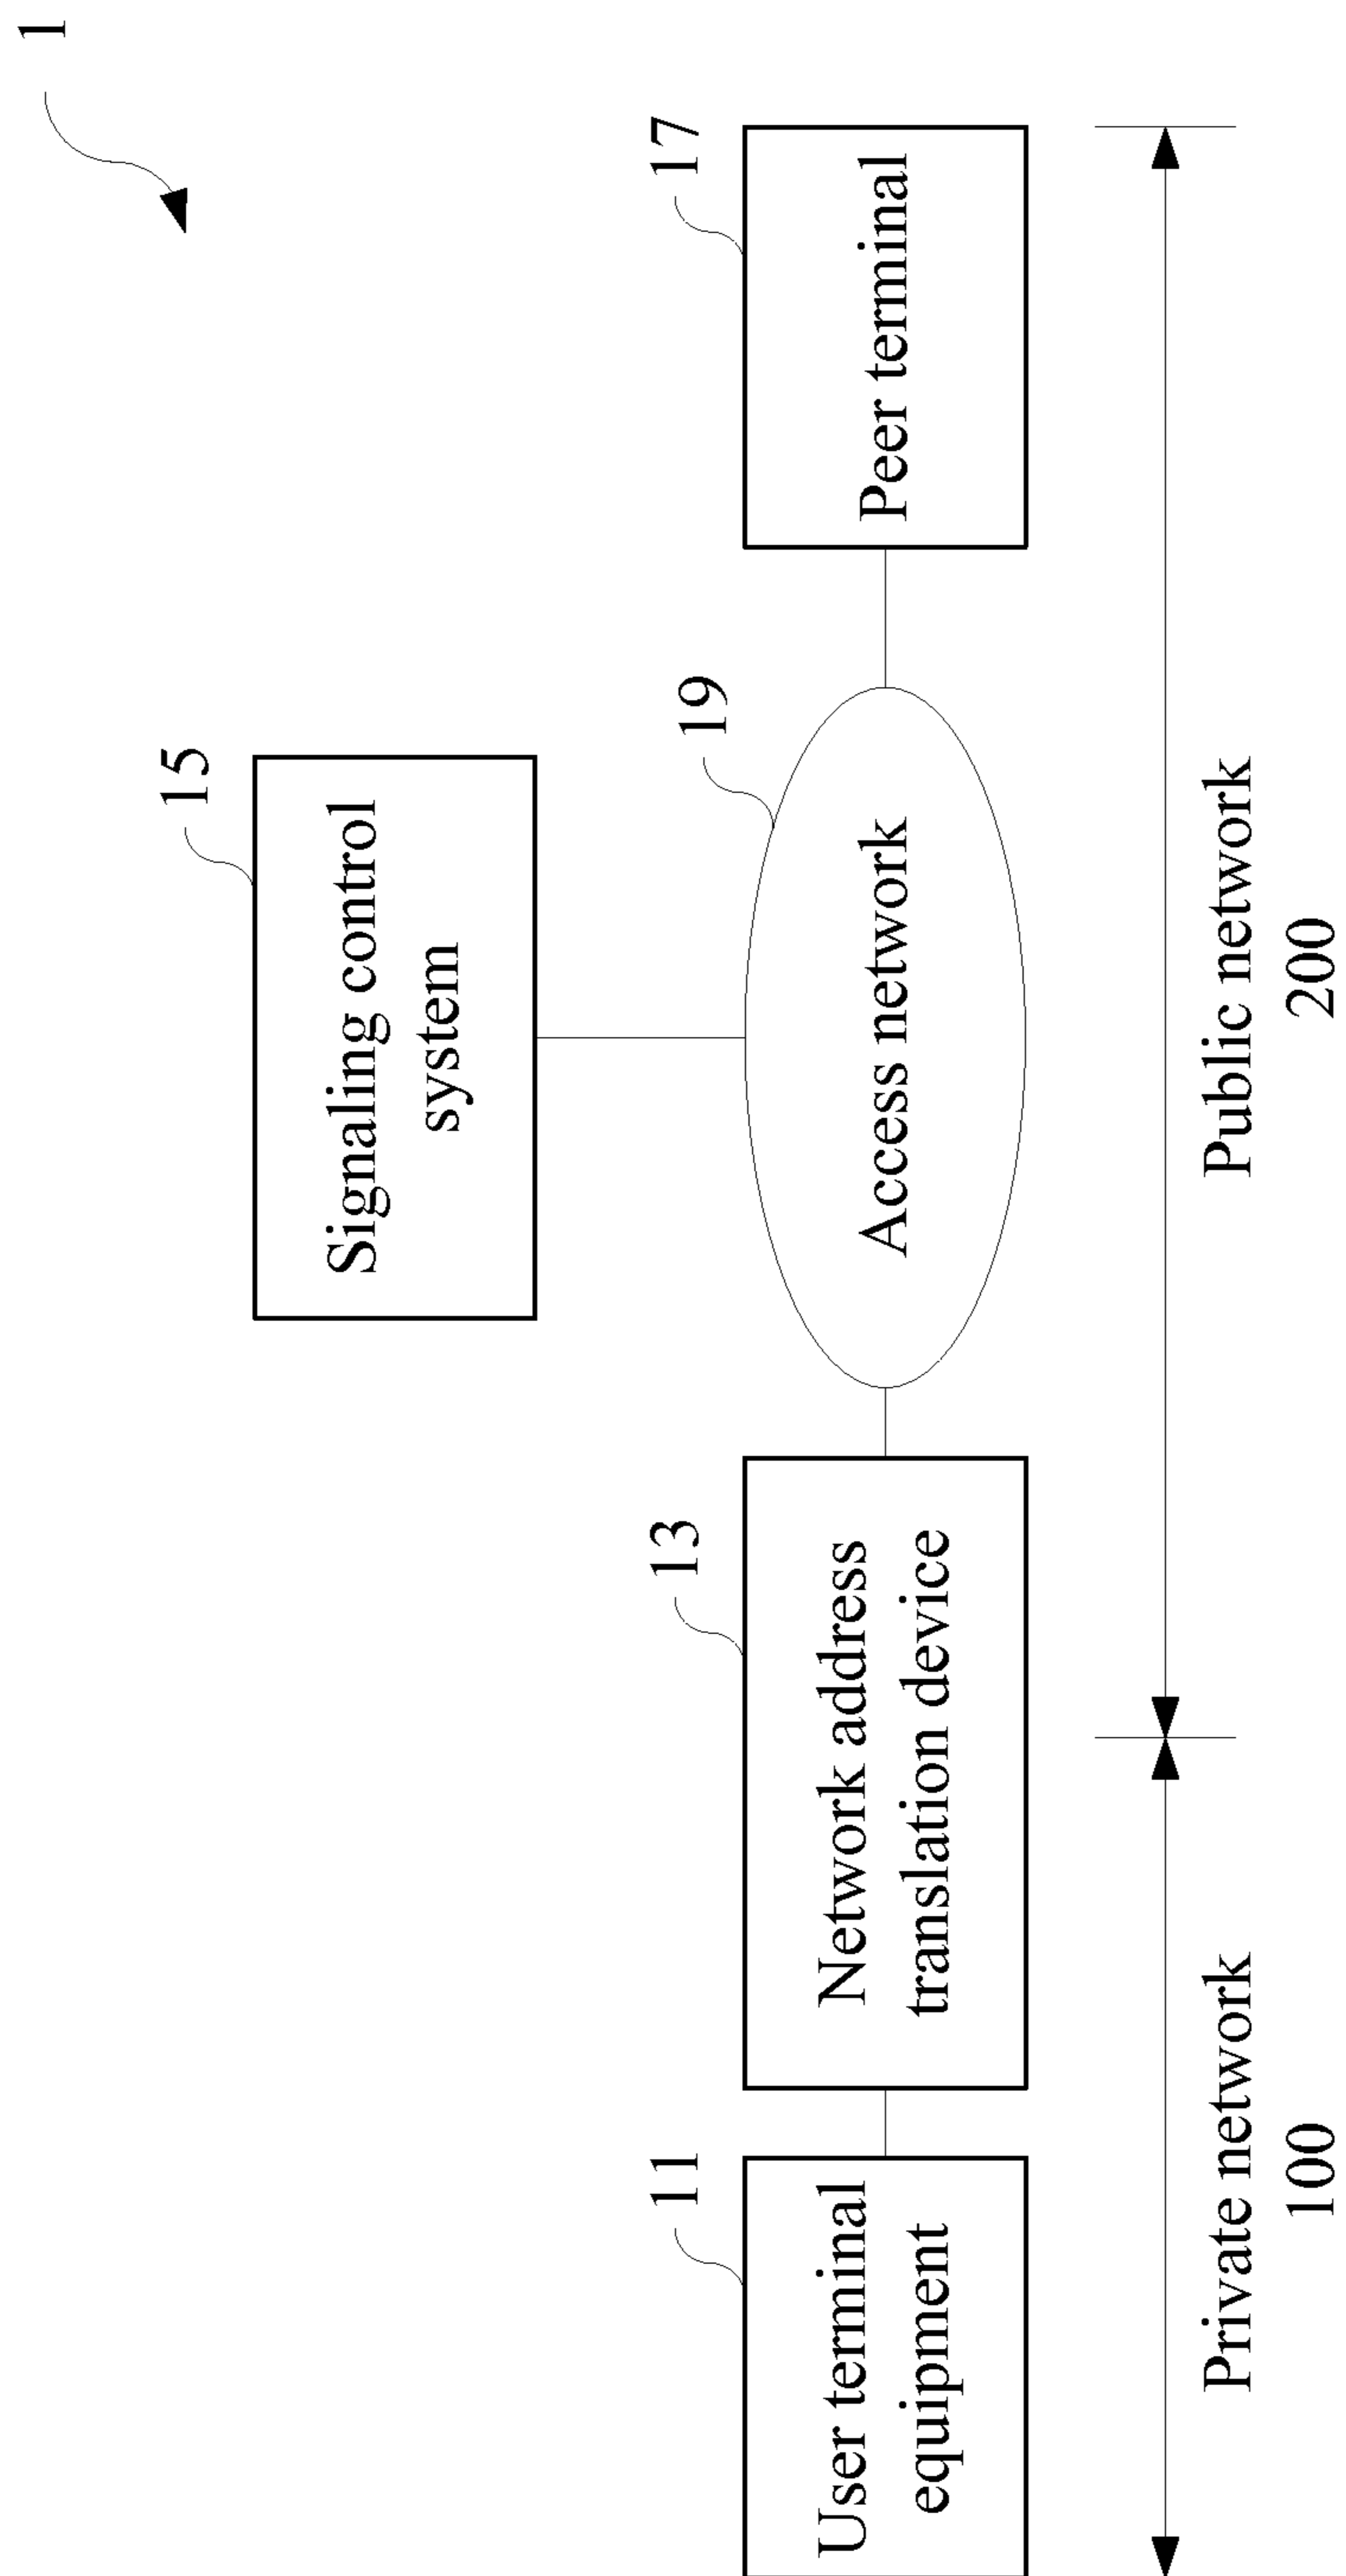 1
15
Signaling control
system
11
13
19
17
User terminal
equipment
Network address
translation device
Access network
Peer terminal
Private network
100
Public network
200